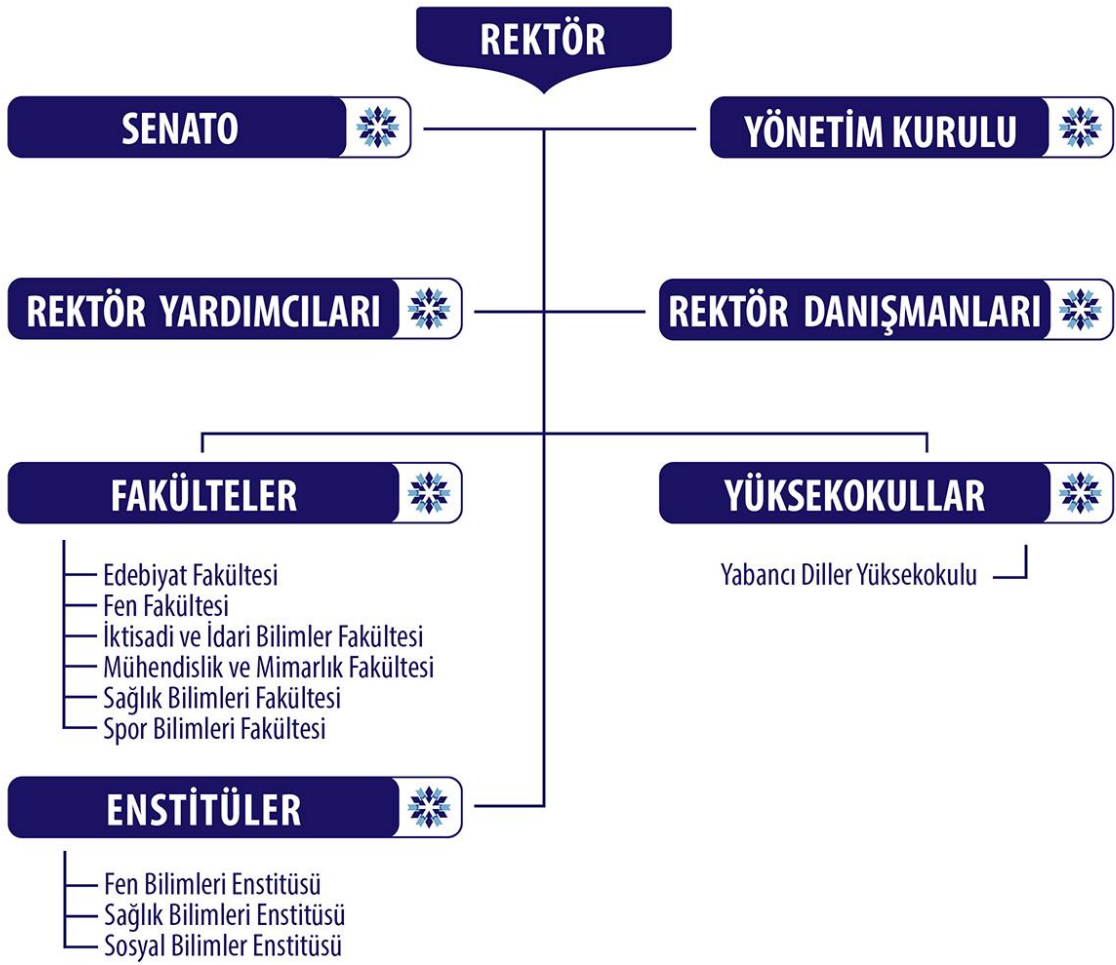 REKTÖR
SENATO
YÖNETİM KURULU
REKTÖR YARDIMCILARI
REKTÖR DANIŞMANLARI
FAKÜLTELER
YÜKSEKOKULLAR
Edebiyat Fakültesi
Fen Fakültesi
İktisadi ve İdari Bilimler Fakültesi
Mühendislik ve Mimarlık Fakültesi
Sağlık Bilimleri Fakültesi
Spor Bilimleri Fakültesi
Yabancı Diller Yüksekokulu
ENSTİTÜLER
Fen Bilimleri Enstitüsü
Sağlık Bilimleri Enstitüsü
Sosyal Bilimler Enstitüsü